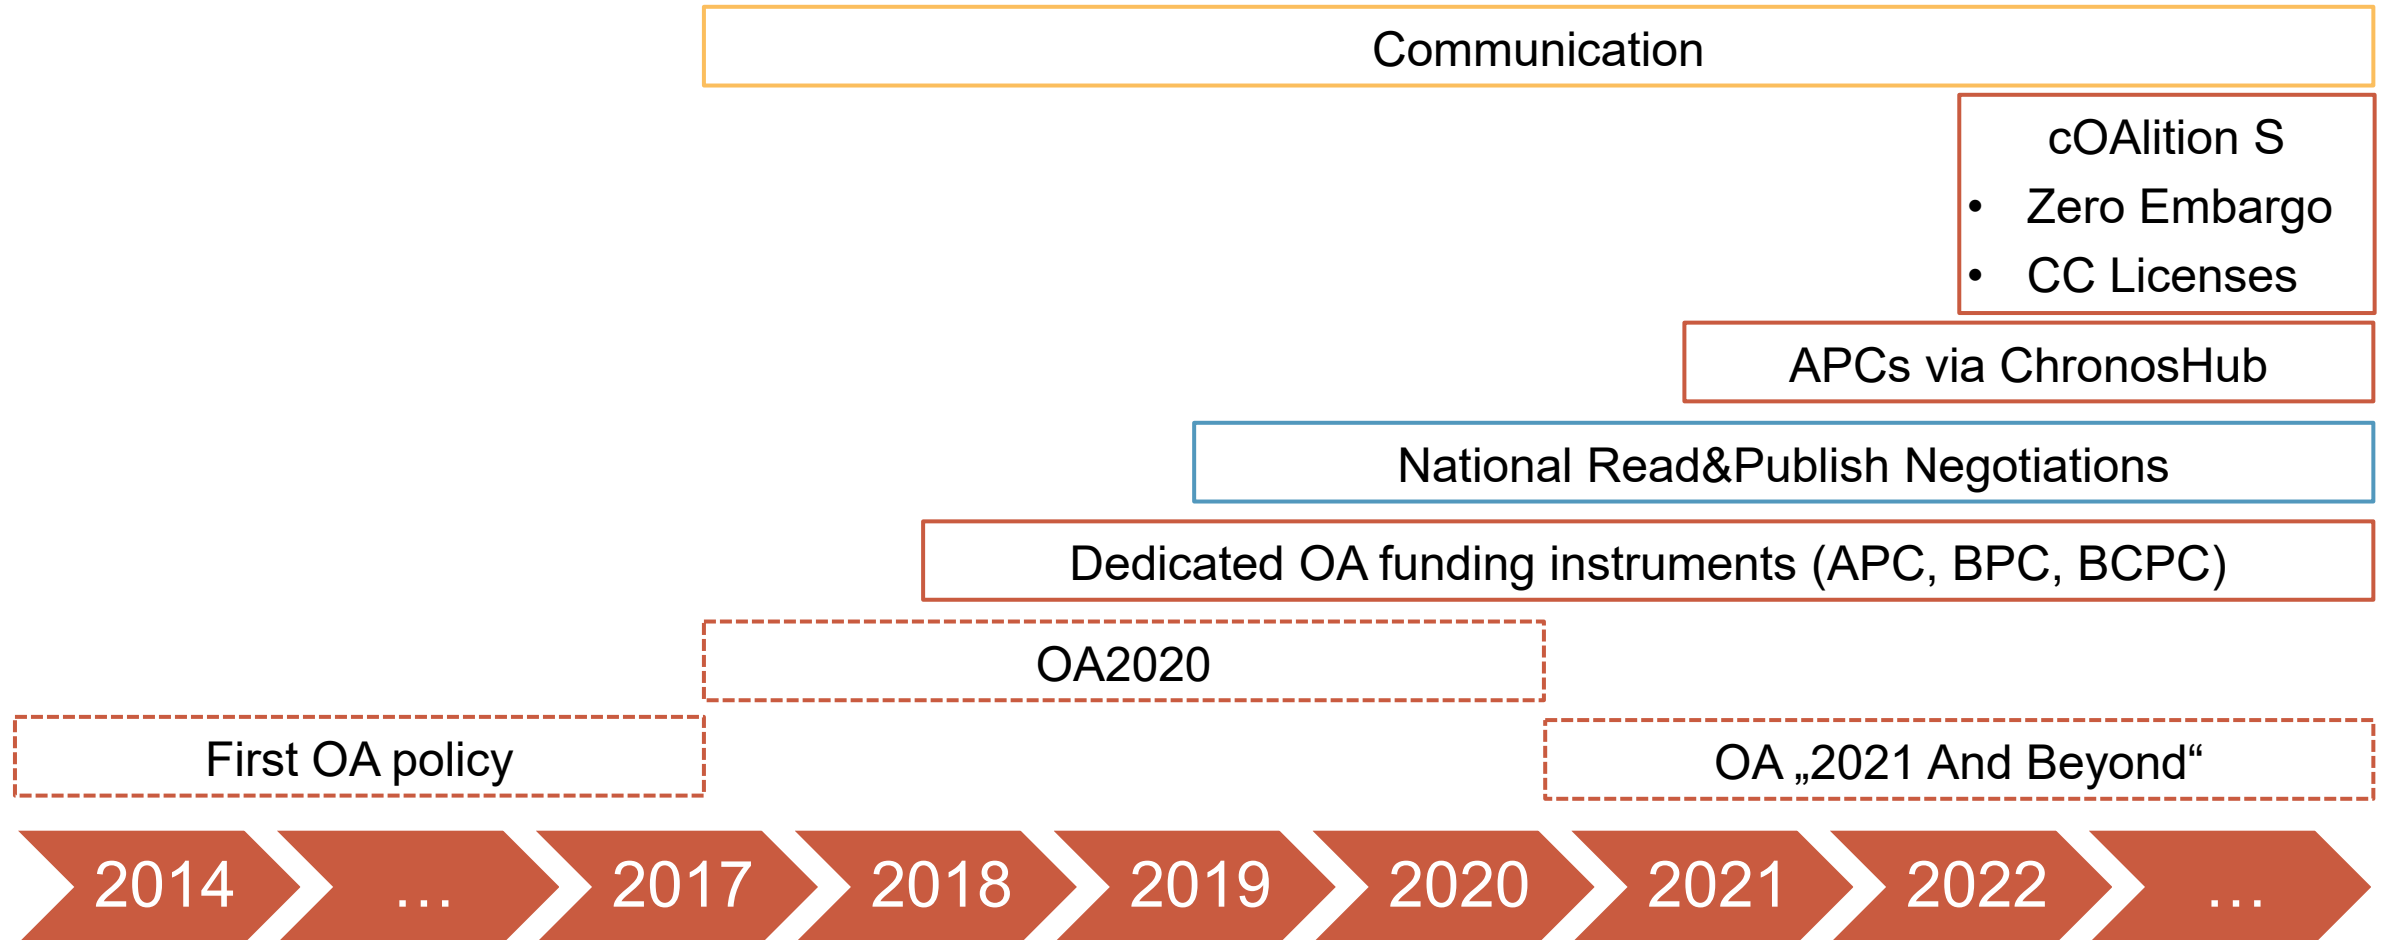 Communication
cOAlition S
• Zero Embargo
• CC Licenses
APCs via ChronosHub
National Read&Publish Negotiations
Dedicated OA funding instruments (APC, BPC, BCPC)
OA2020
First OA policy
OA „2021 And Beyond“
2014 … 2017 2018 2019 2020 2021 2022 …